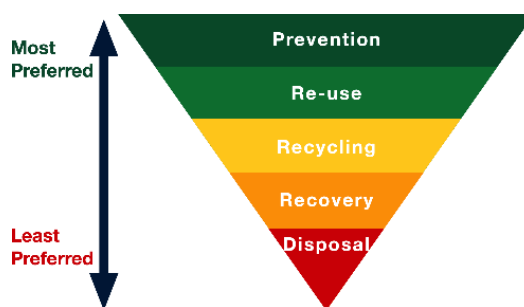 Most
Preferred
Prevention
Re-use
Recycling
Recovery
Least
Preferred
Disposal